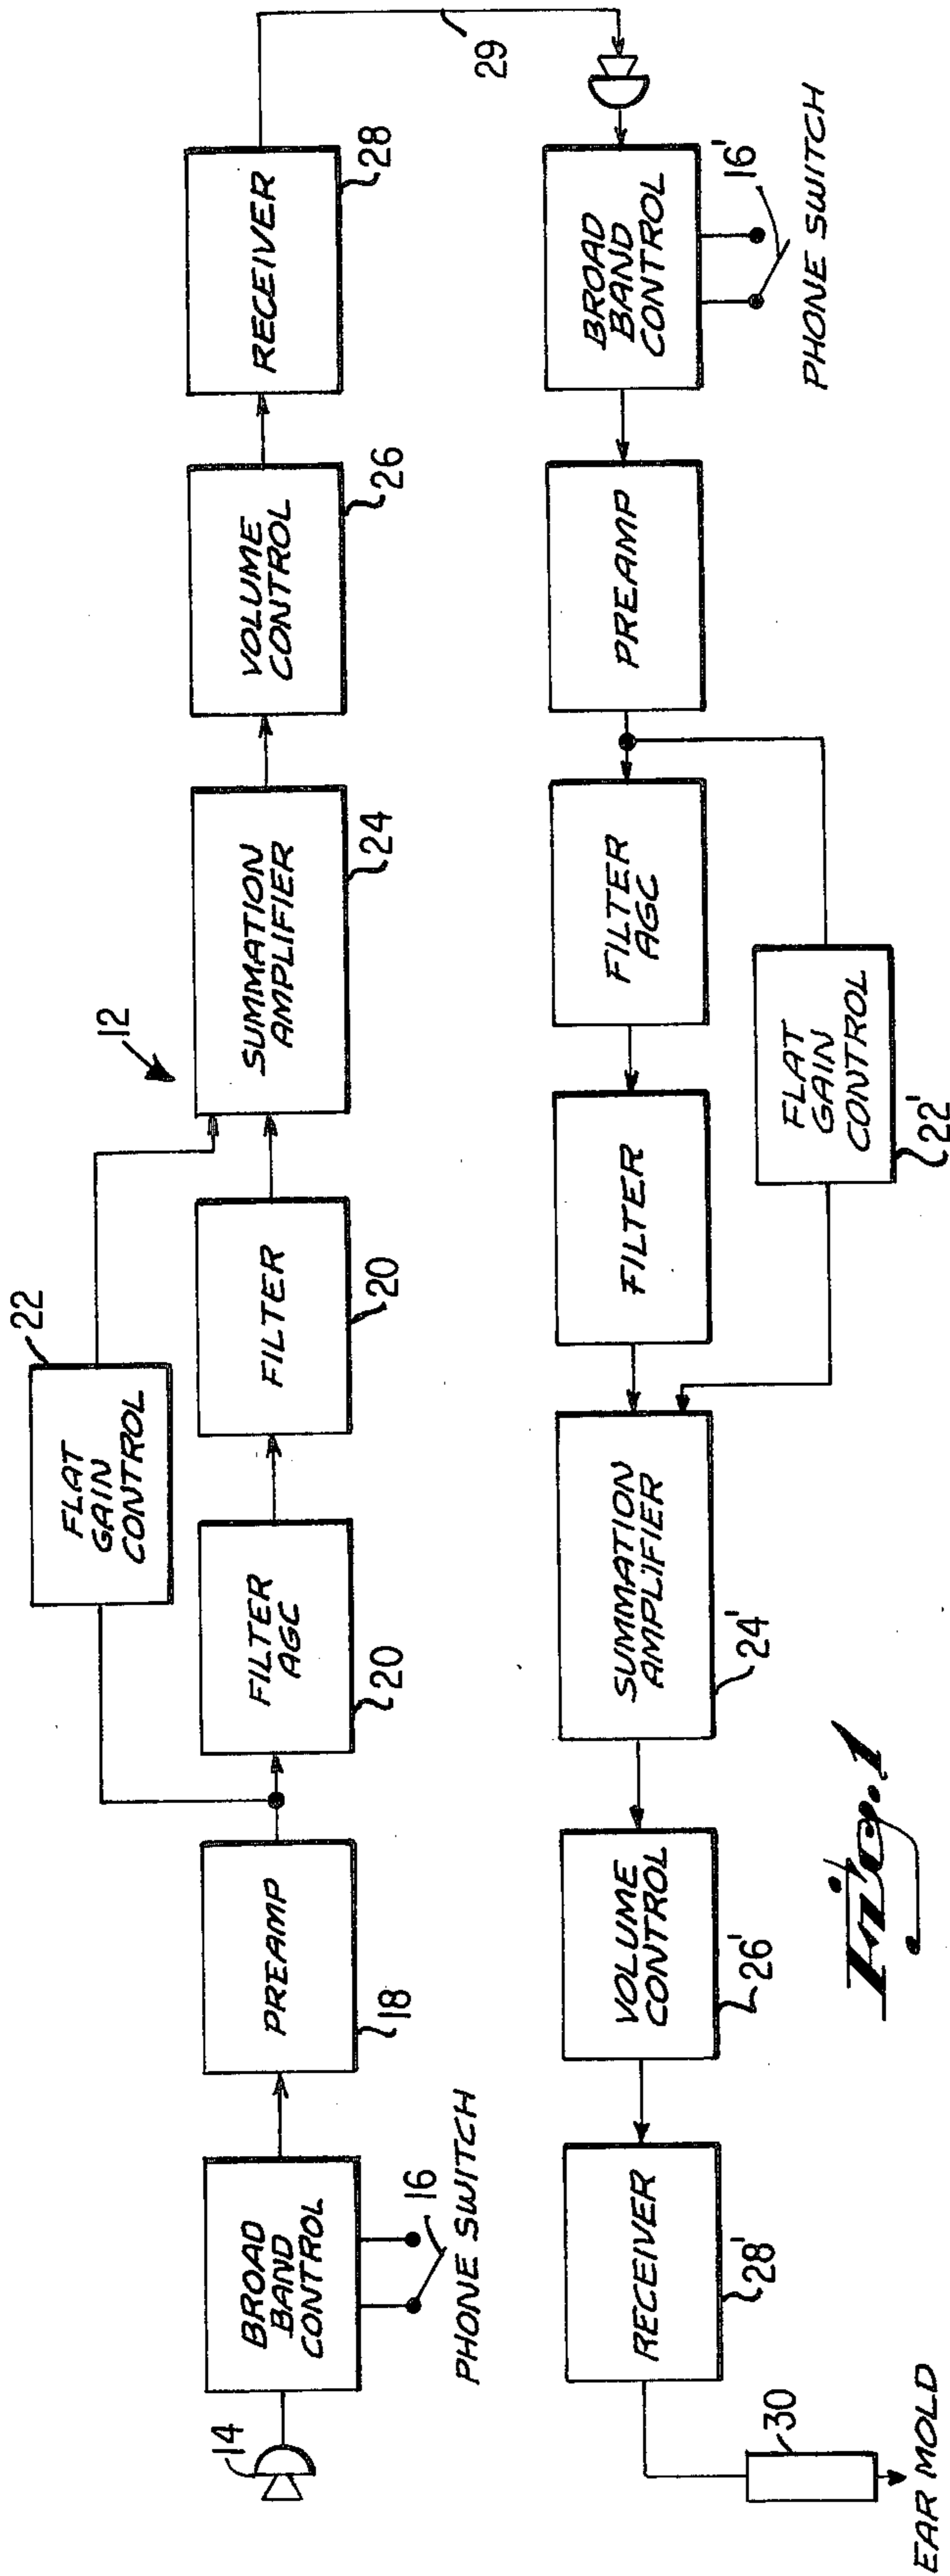 12
14
BROAD
BAND
CONTROL
16
PHONE SWITCH
PREAMP
18
FLAT
GAIN
CONTROL
22
FILTER
AGC
20
FILTER
20
SUMMATION
AMPLIFIER
24
VOLUME
CONTROL
26
RECEIVER
28
29
BROAD
BAND
CONTROL
16'
PHONE SWITCH
PREAMP
FILTER
AGC
FILTER
FLAT
GAIN
CONTROL
22'
SUMMATION
AMPLIFIER
24'
VOLUME
CONTROL
26'
RECEIVER
28'
30
EAR MOLD
Fig. 1